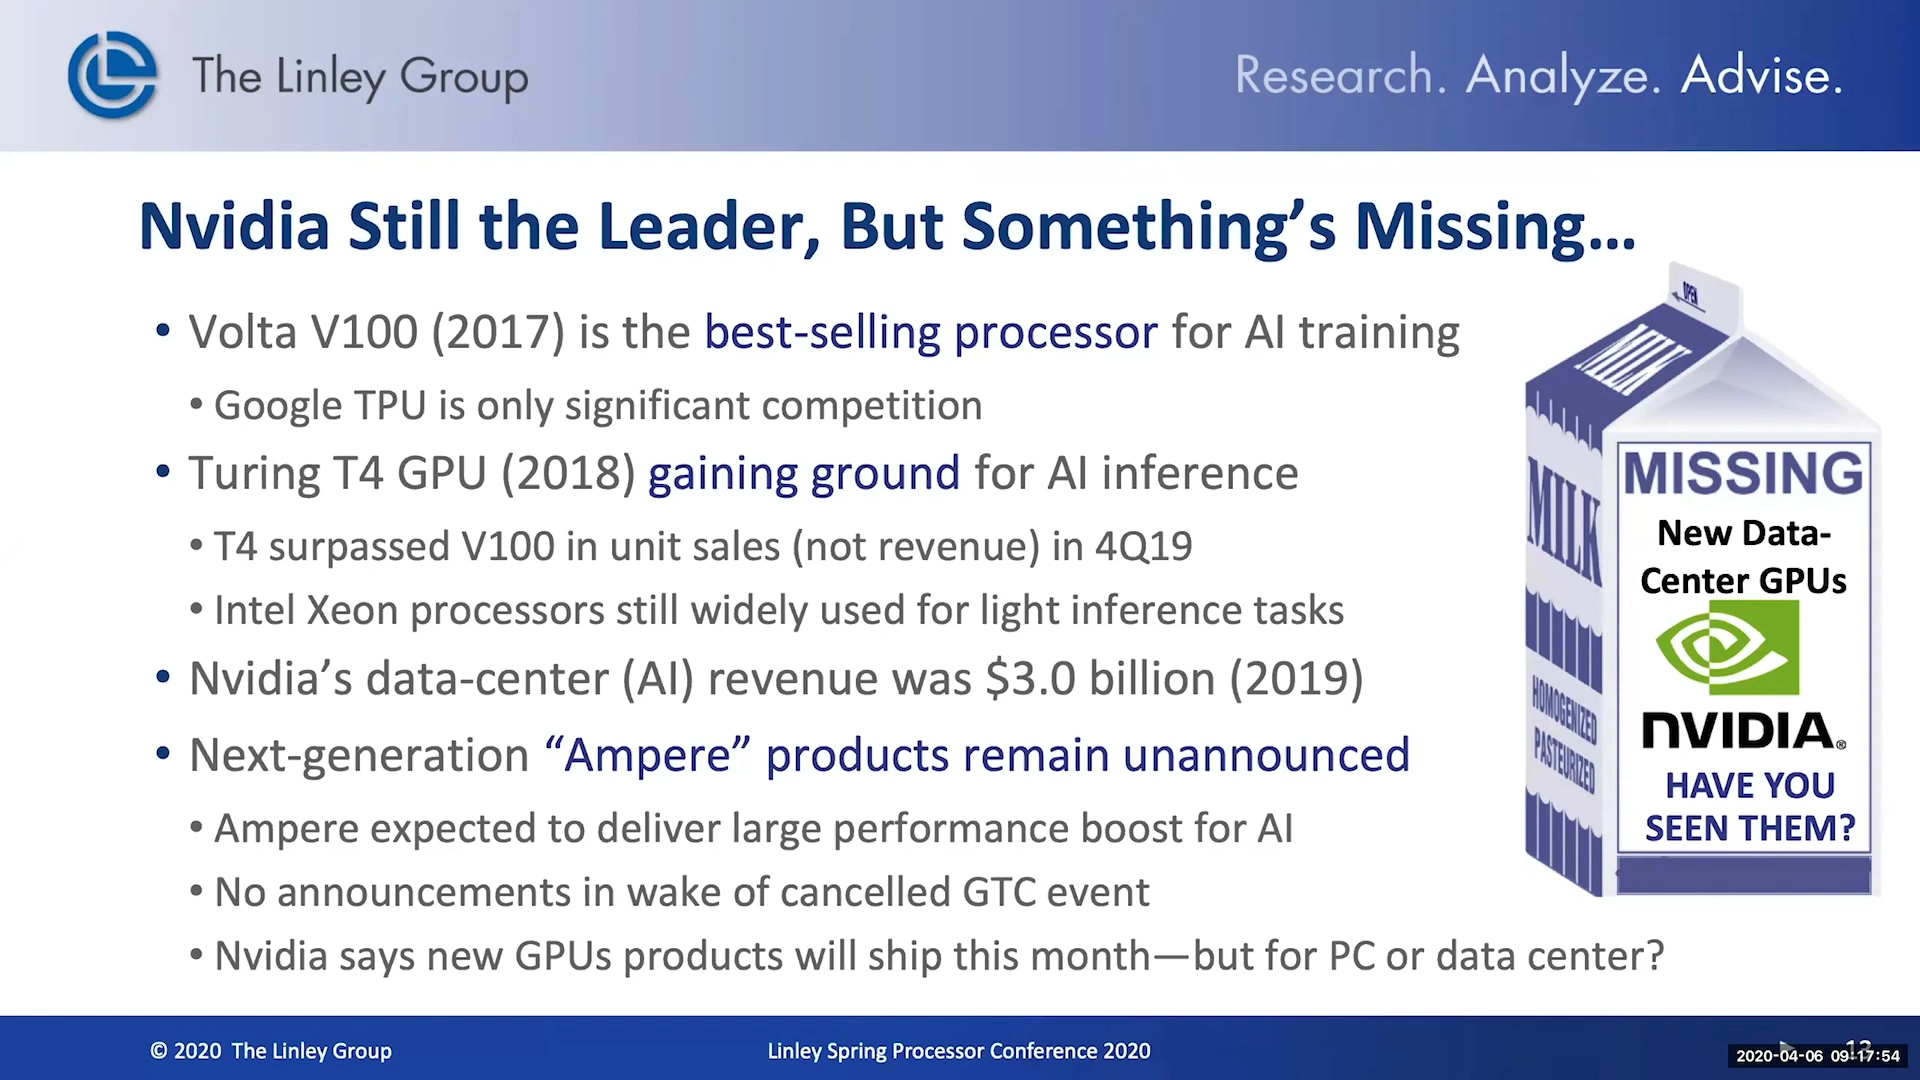 The Linley Group
Research. Analyze. Advise.
Nvidia Still the Leader, But Something’s Missing...
• Volta V100 (2017) is the best-selling processor for AI training
• Google TPU is only significant competition
• Turing T4 GPU (2018) gaining ground for AI inference
• T4 surpassed V100 in unit sales (not revenue) in 4Q19
• Intel Xeon processors still widely used for light inference tasks
• Nvidia’s data-center (AI) revenue was $3.0 billion (2019)
• Next-generation “Ampere” products remain unannounced
• Ampere expected to deliver large performance boost for AI
• No announcements in wake of cancelled GTC event
• Nvidia says new GPUs products will ship this month—but for PC or data center?
OPEN
MILK
MILK
HOMOGENIZED
PASTEURIZED
MISSING
New Data-
Center GPUs
NVIDIA®
HAVE YOU
SEEN THEM?
© 2020 The Linley Group
Linley Spring Processor Conference 2020
13
2020-04-06 09:17:54